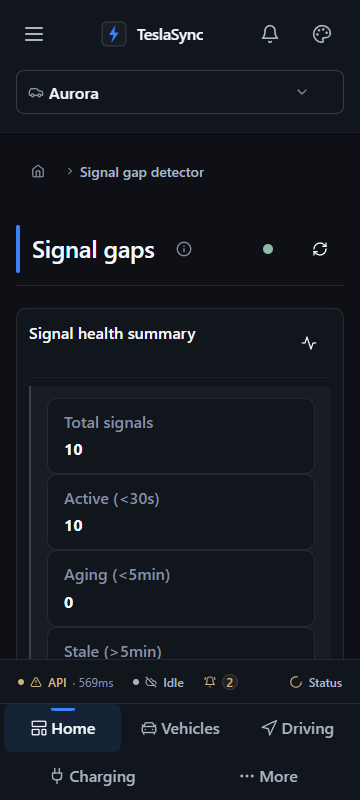 TeslaSync
Aurora
Signal gap detector
Signal gaps
Signal health summary
Total signals
10
Active (<30s)
10
Aging (<5min)
0
Stale (>5min)
API · 569ms
Idle
2
Status
Home
Vehicles
Driving
Charging
More